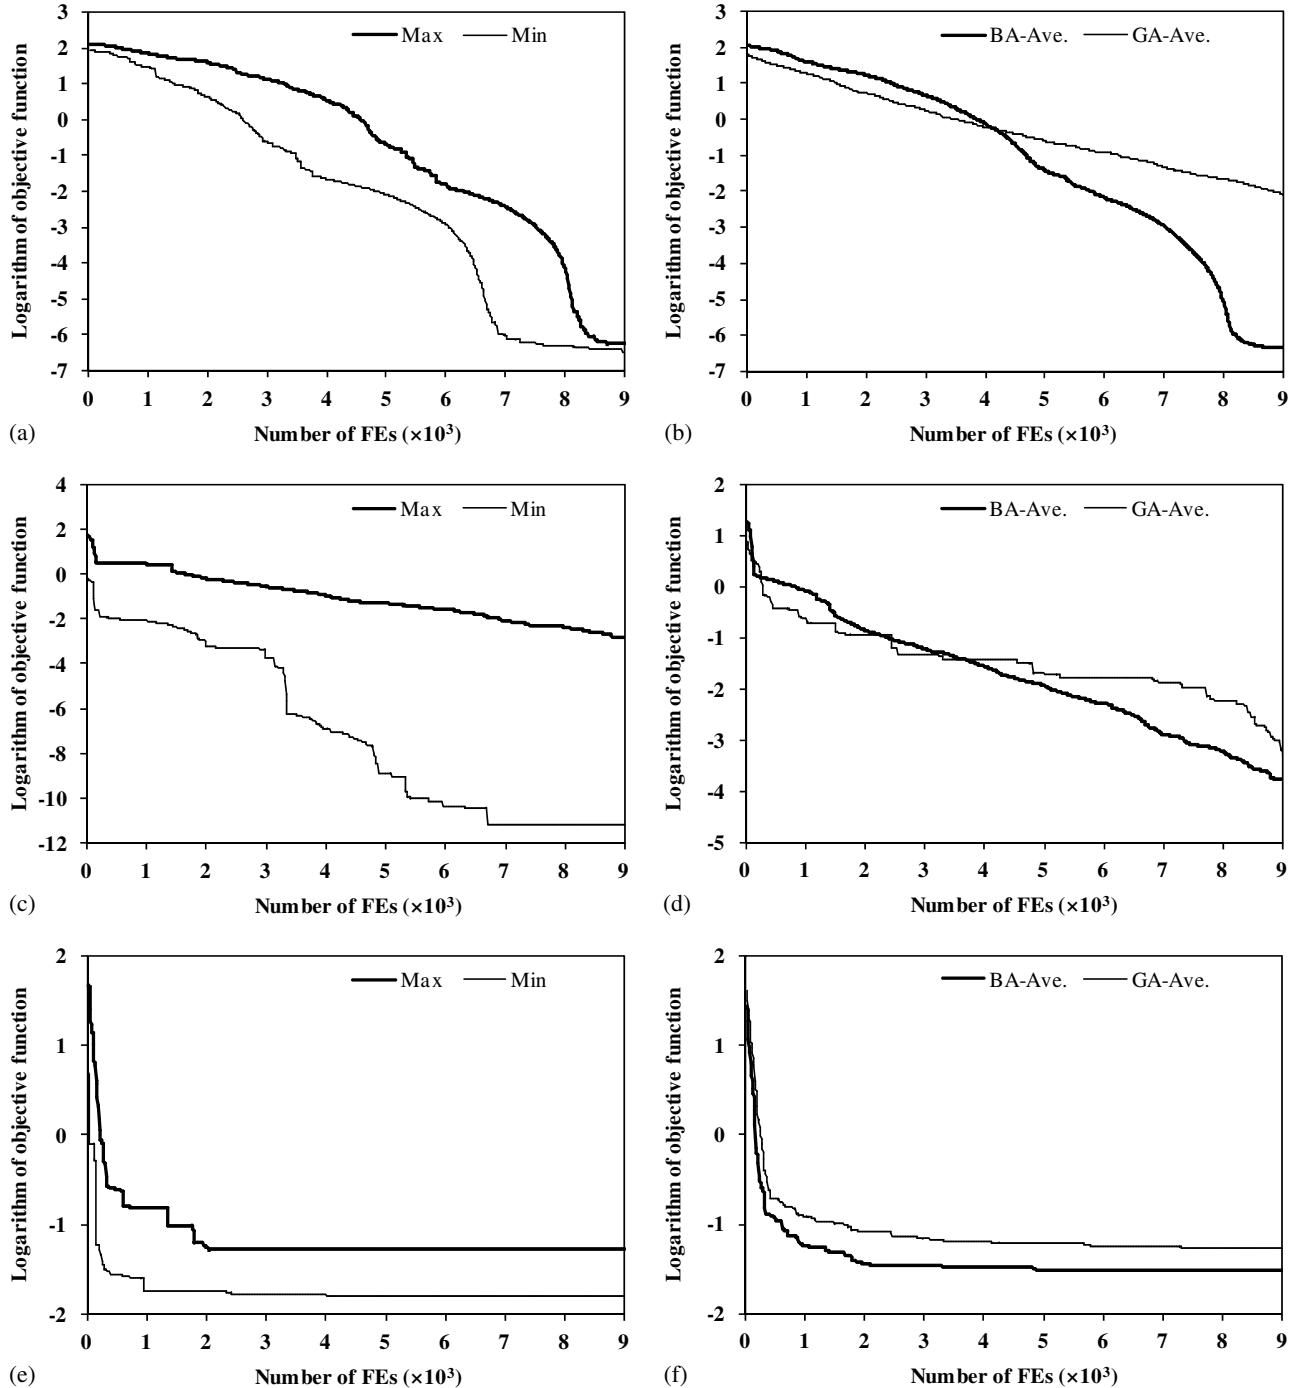 Max Min
Logarithm of objective function
3
2
1
0
-1
-2
-3
-4
-5
-6
-7
0 1 2 3 4 5 6 7 8 9
(a) Number of FEs (×10³)
BA-Ave. GA-Ave.
Logarithm of objective function
3
2
1
0
-1
-2
-3
-4
-5
-6
-7
0 1 2 3 4 5 6 7 8 9
(b) Number of FEs (×10³)
Max Min
Logarithm of objective function
4
2
0
-2
-4
-6
-8
-10
-12
0 1 2 3 4 5 6 7 8 9
(c) Number of FEs (×10³)
BA-Ave. GA-Ave.
Logarithm of objective function
2
1
0
-1
-2
-3
-4
-5
0 1 2 3 4 5 6 7 8 9
(d) Number of FEs (×10³)
Max Min
Logarithm of objective function
2
1
0
-1
-2
0 1 2 3 4 5 6 7 8 9
(e) Number of FEs (×10³)
BA-Ave. GA-Ave.
Logarithm of objective function
2
1
0
-1
-2
0 1 2 3 4 5 6 7 8 9
(f) Number of FEs (×10³)